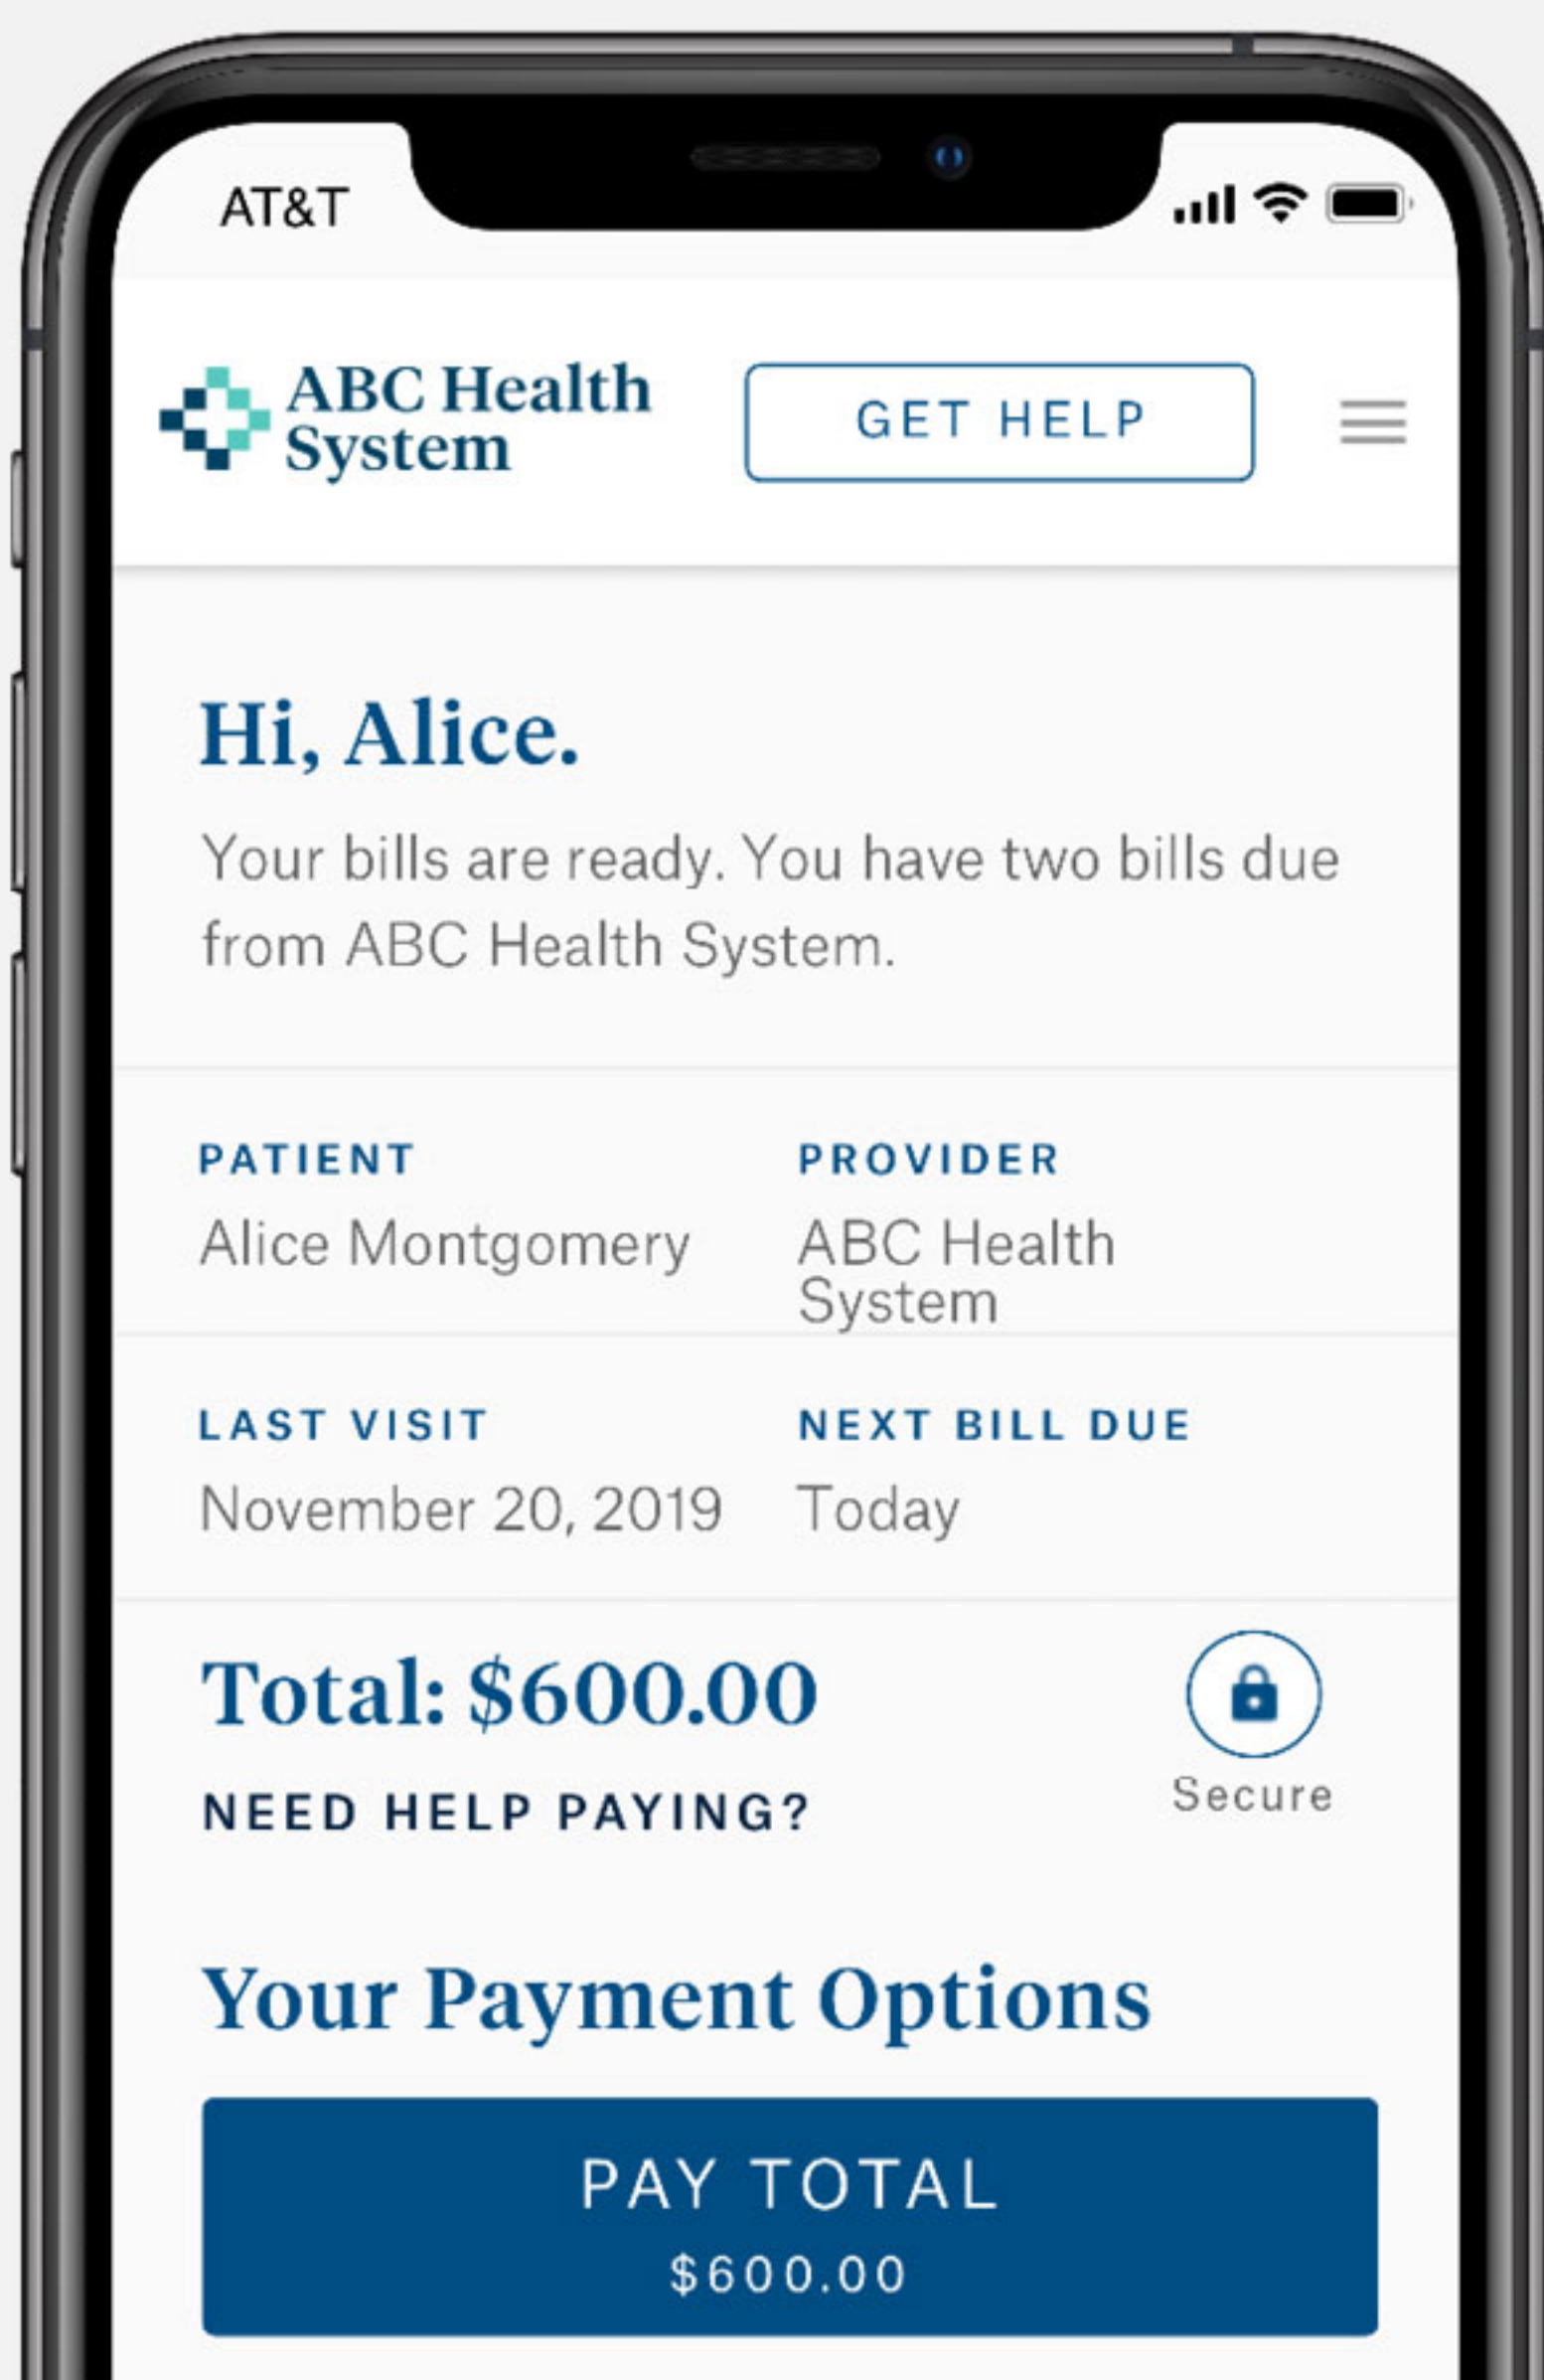 AT&T
ABC Health
System
GET HELP
Hi, Alice.
Your bills are ready. You have two bills due
from ABC Health System.
PATIENT
Alice Montgomery
PROVIDER
ABC Health
System
LAST VISIT
November 20, 2019
NEXT BILL DUE
Today
Total: $600.00
NEED HELP PAYING?
Secure
Your Payment Options
PAY TOTAL
$600.00